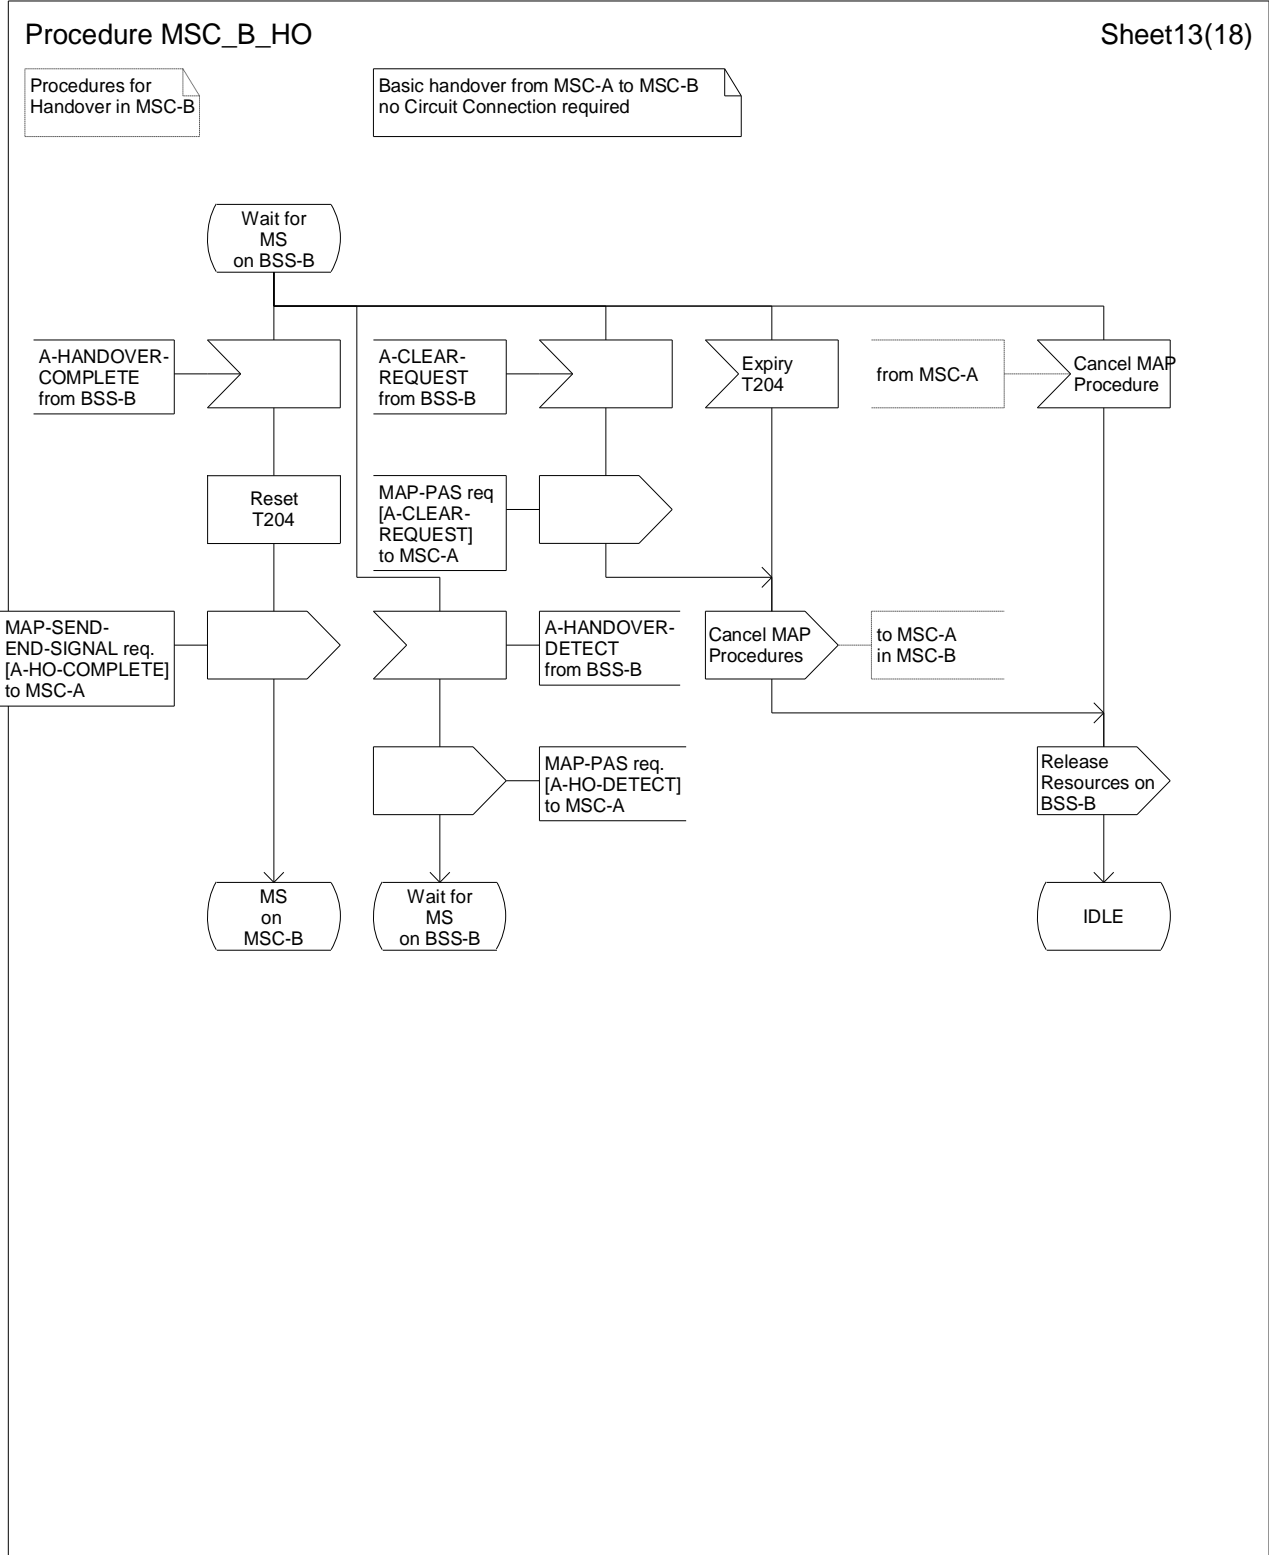 Procedure MSC_B_HO
Sheet13(18)
Procedures for
Handover in MSC-B
Basic handover from MSC-A to MSC-B
no Circuit Connection required
Wait for
MS
on BSS-B
A-HANDOVER-
COMPLETE
from BSS-B
A-CLEAR-
REQUEST
from BSS-B
Expiry
T204
from MSC-A
Cancel MAP
Procedure
Reset
T204
MAP-PAS req
[A-CLEAR-
REQUEST]
to MSC-A
MAP-SEND-
END-SIGNAL req.
[A-HO-COMPLETE]
to MSC-A
A-HANDOVER-
DETECT
from BSS-B
Cancel MAP
Procedures
to MSC-A
in MSC-B
MAP-PAS req.
[A-HO-DETECT]
to MSC-A
Release
Resources on
BSS-B
MS
on
MSC-B
Wait for
MS
on BSS-B
IDLE